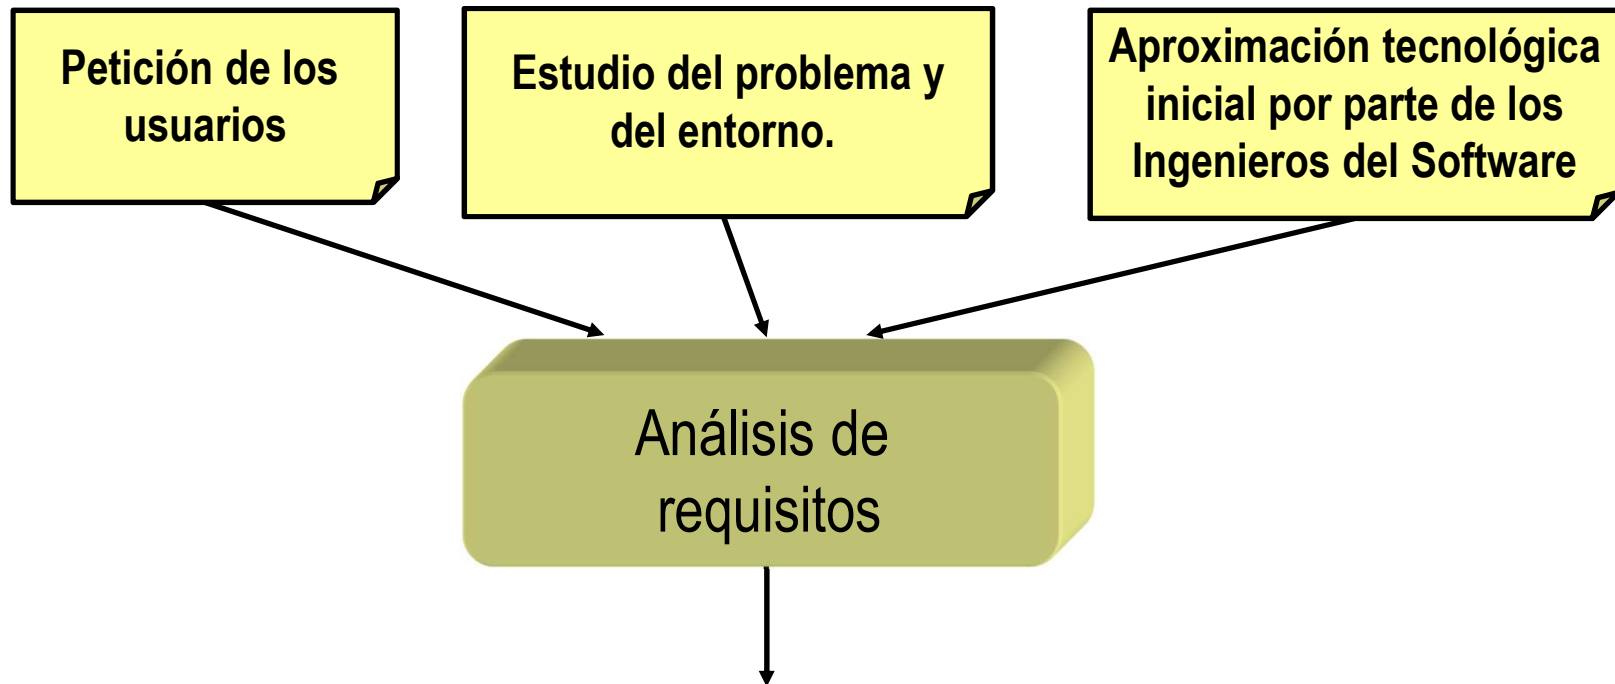 Petición de los
usuarios
Estudio del problema y
del entorno.
Aproximación tecnológica
inicial por parte de los
Ingenieros del Software
Análisis de
requisitos